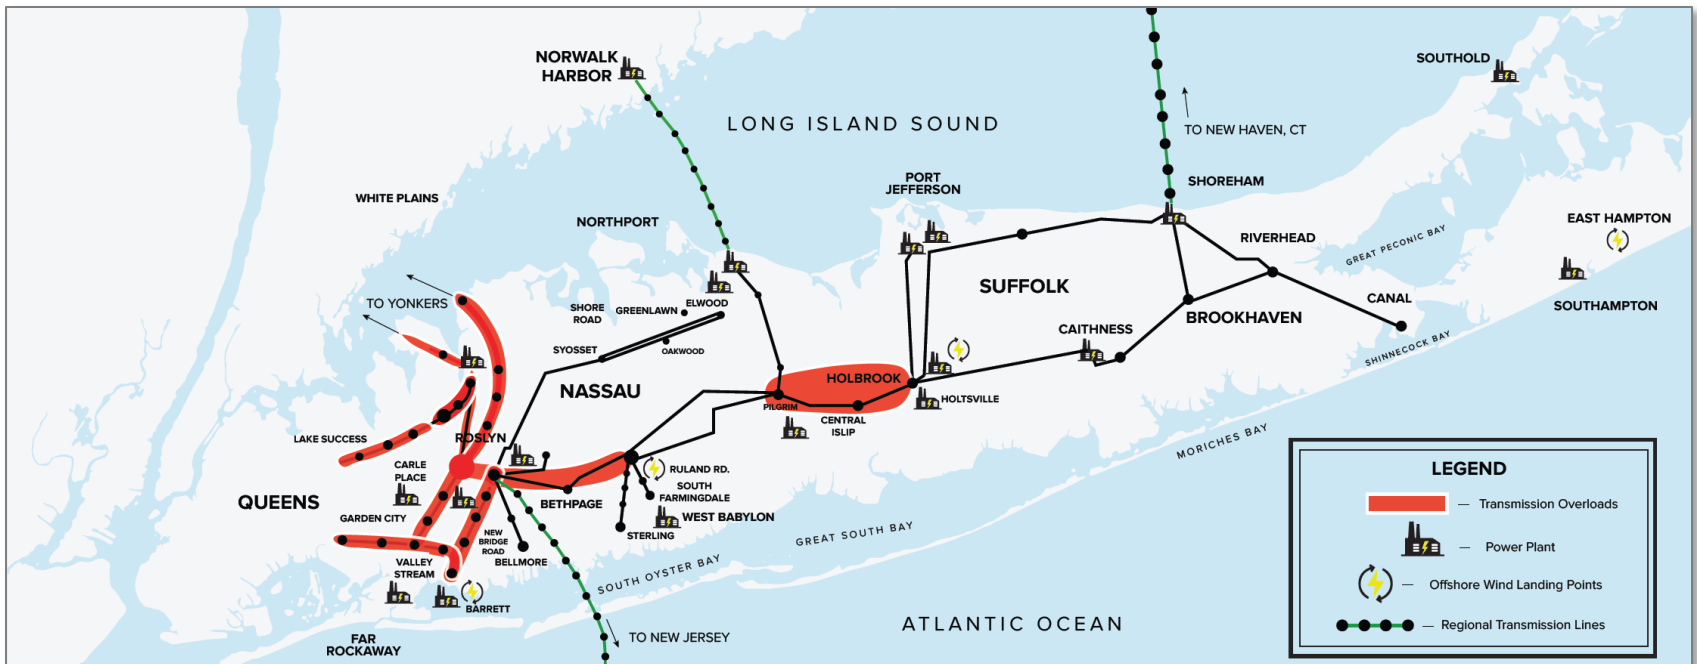 NORWALK
HARBOR
LONG ISLAND SOUND
SOUTHOLD
TO NEW HAVEN, CT
SHOREHAM
PORT
JEFFERSON
WHITE PLAINS
NORTHPORT
EAST HAMPTON
RIVERHEAD
GREAT PECONIC BAY
TO YONKERS
SHORE
ROAD
GREENLAWN
ELWOOD
SUFFOLK
CANAL
SOUTHAMPTON
BROOKHAVEN
CAITHNESS
SHINNECOCK BAY
SYOSSET
OAKWOOD
NASSAU
HOLBROOK
PILGRIM
HOLTSVILLE
CENTRAL
ISLIP
LAKE SUCCESS
ROSLYN
MORICHES BAY
CARLE
PLACE
RULAND RD.
SOUTH
FARMINGDALE
QUEENS
BETHPAGE
WEST BABYLON
GARDEN CITY
STERLING
NEW
BRIDGE
ROAD
BELLMORE
GREAT SOUTH BAY
VALLEY
STREAM
SOUTH OYSTER BAY
BARRETT
TO NEW JERSEY
ATLANTIC OCEAN
FAR
ROCKAWAY
LEGEND
— Transmission Overloads
— Power Plant
— Offshore Wind Landing Points
— Regional Transmission Lines